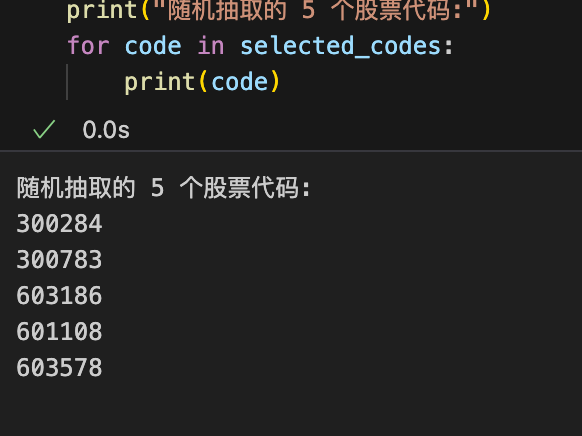 print("随机抽取的 5 个股票代码:")
for code in selected_codes:
print(code)
0.0s
随机抽取的 5 个股票代码:
300284
300783
603186
601108
603578